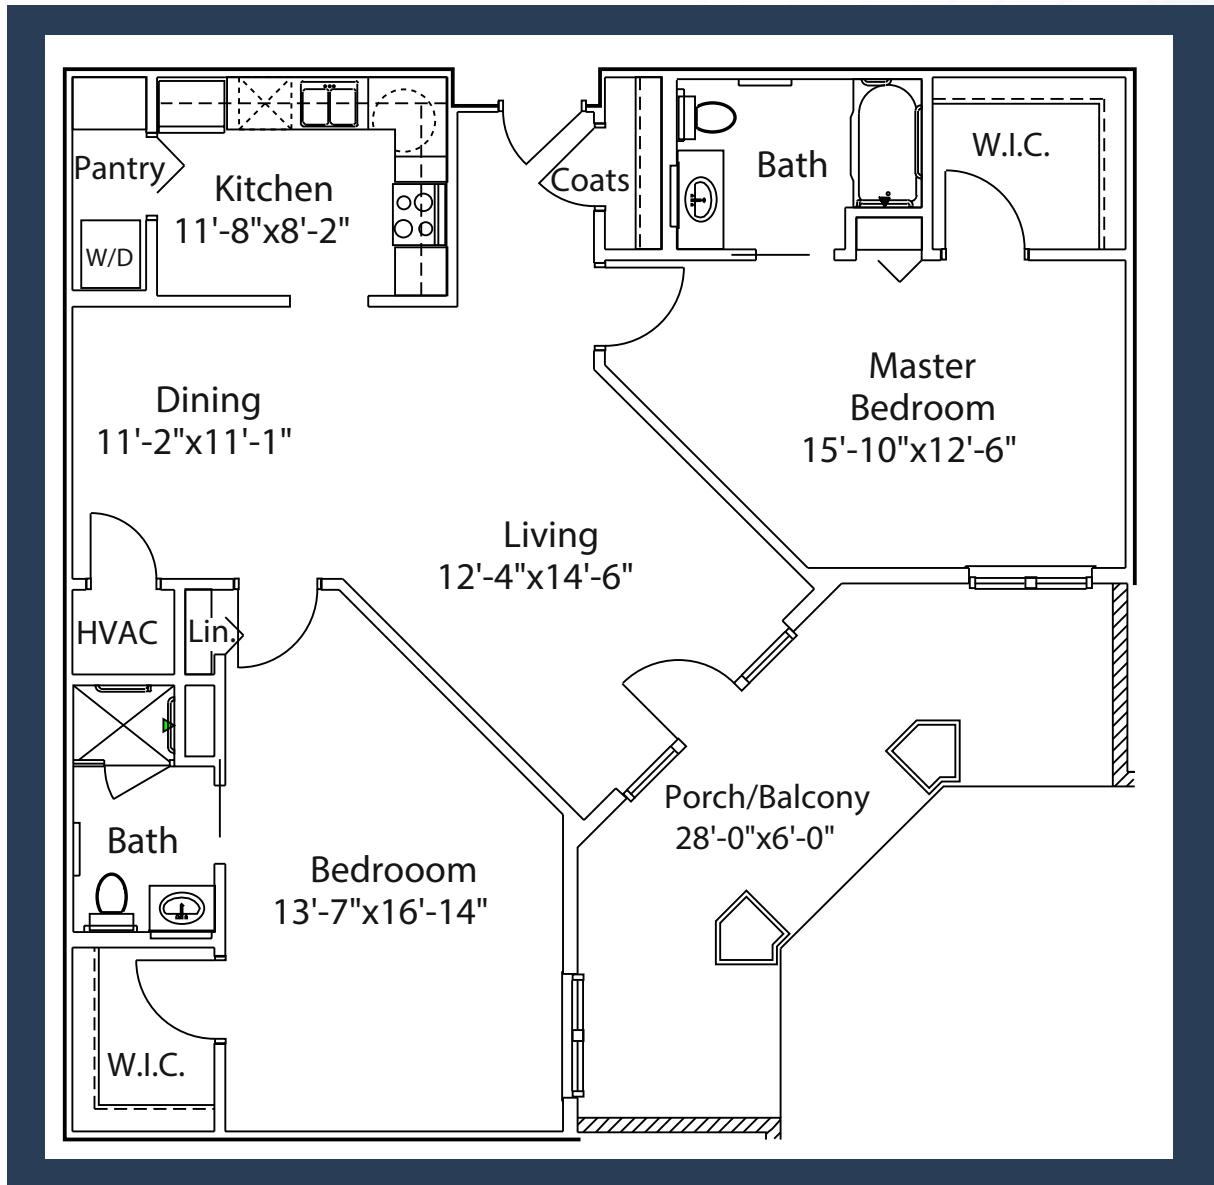 Pantry
Kitchen
11'-8"x8'-2"
W/D
Coats
Bath
W.I.C.
Master
Bedroom
15'-10"x12'-6"
Dining
11'-2"x11'-1"
Living
12'-4"x14'-6"
HVAC
Lin.
Porch/Balcony
28'-0"x6'-0"
Bath
Bedrooom
13'-7"x16'-14"
W.I.C.